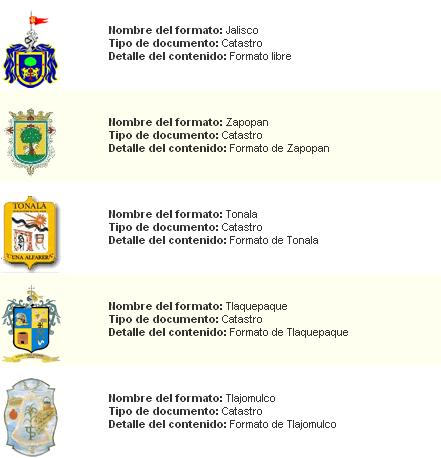 Nombre del formato: Jalisco
Tipo de documento: Catastro
Detalle del contenido: Formato libre
Nombre del formato: Zapopan
Tipo de documento: Catastro
Detalle del contenido: Formato de Zapopan
TONALA
Nombre del formato: Tonala
Tipo de documento: Catastro
Detalle del contenido: Formato de Tonala
CUNA ALFARERA
Nombre del formato: Tlaquepaque
Tipo de documento: Catastro
Detalle del contenido: Formato de Tlaquepaque
Nombre del formato: Tlajomulco
Tipo de documento: Catastro
Detalle del contenido: Formato de Tlajomulco